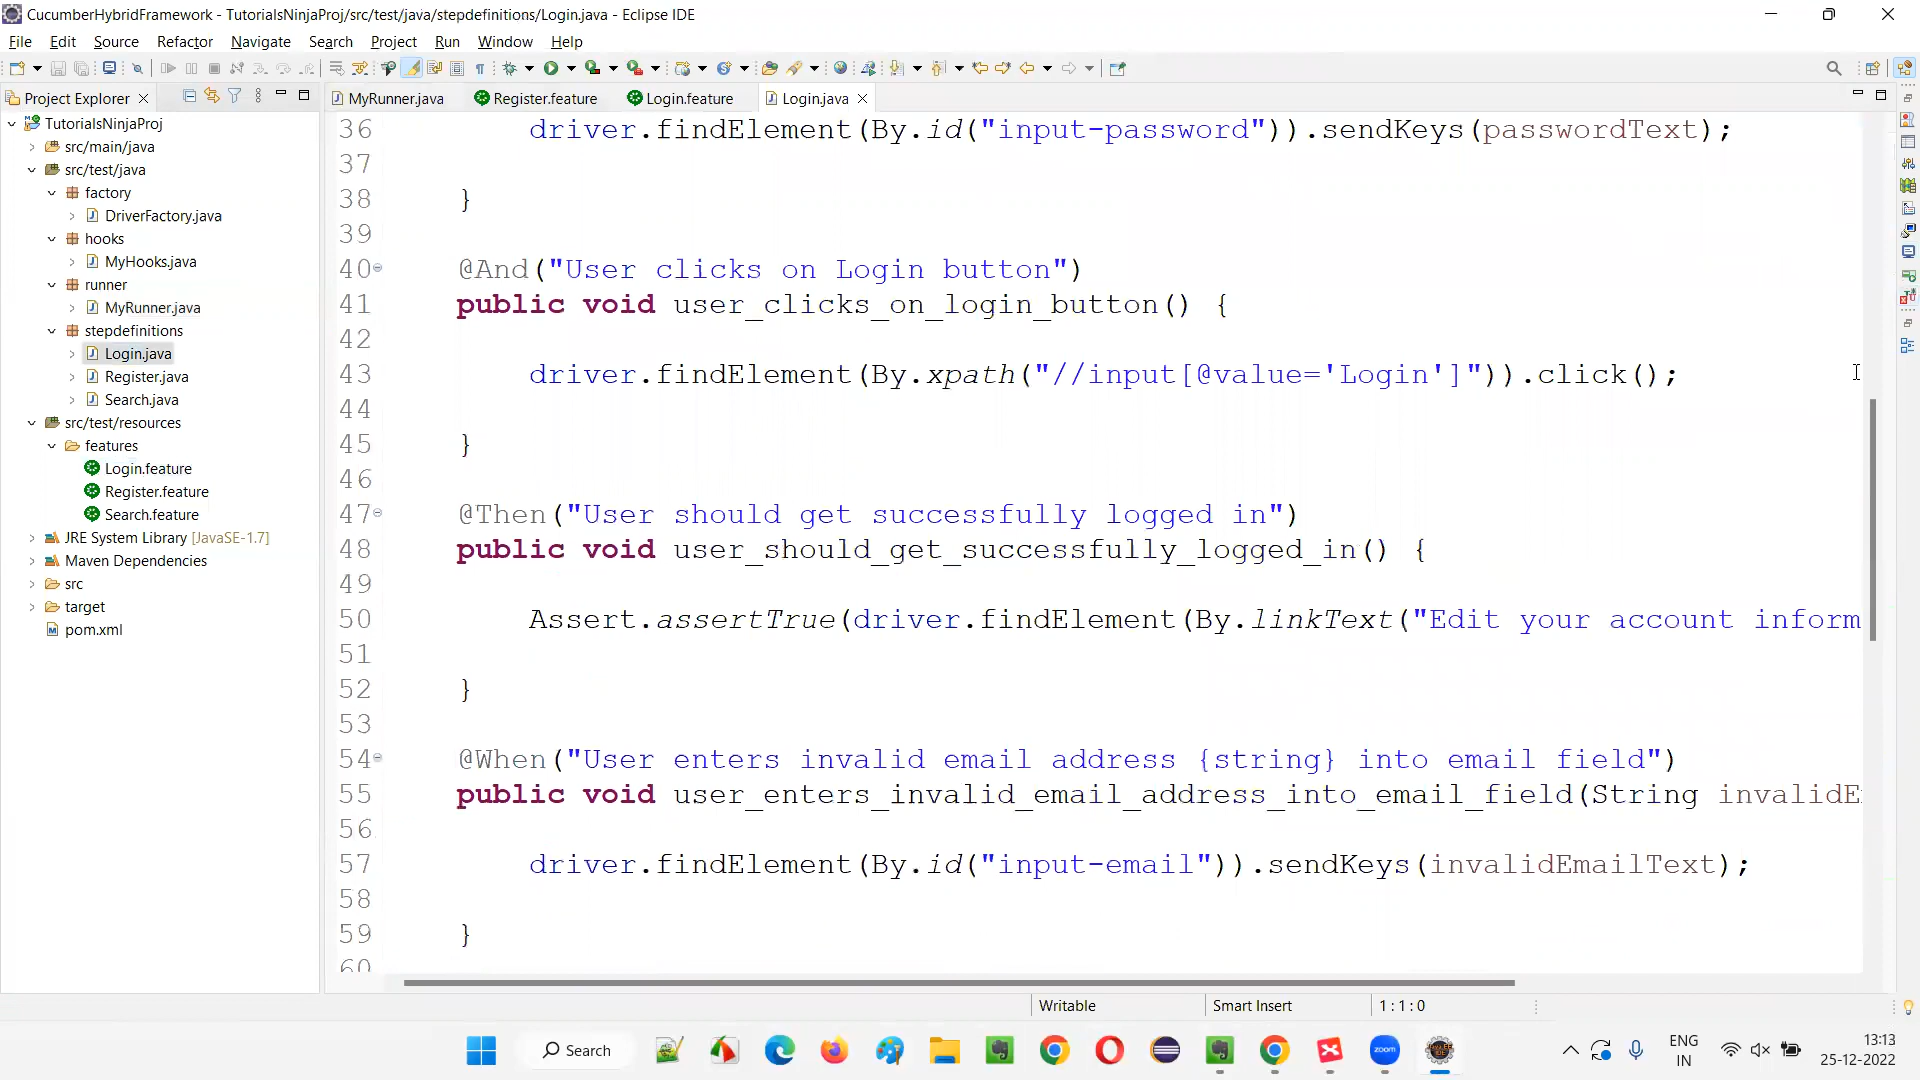 CucumberHybridFramework - TutorialsNinjaProj/src/test/java/stepdefinitions/Login.java - Eclipse IDE
File Edit Source Refactor Navigate Search Project Run Window Help
Project Explorer
MyRunner.java Register.feature Login.feature Login.java
TutorialsNinjaProj
src/main/java
src/test/java
factory
DriverFactory.java
hooks
MyHooks.java
runner
MyRunner.java
stepdefinitions
Login.java
Register.java
Search.java
src/test/resources
features
Login.feature
Register.feature
Search.feature
JRE System Library [JavaSE-1.7]
Maven Dependencies
src
target
pom.xml
36 driver.findElement(By.id("input-password")).sendKeys(passwordText);
37
38 }
39
40 @And("User clicks on Login button")
41 public void user_clicks_on_login_button() {
42
43 driver.findElement(By.xpath("//input[@value='Login']")).click();
44
45 }
46
47 @Then("User should get successfully logged in")
48 public void user_should_get_successfully_logged_in() {
49
50 Assert.assertTrue(driver.findElement(By.linkText("Edit your account inform
51
52 }
53
54 @When("User enters invalid email address {string} into email field")
55 public void user_enters_invalid_email_address_into_email_field(String invalidE
56
57 driver.findElement(By.id("input-email")).sendKeys(invalidEmailText);
58
59 }
60
Writable Smart Insert 1 : 1 : 0
Search
zoom
ENG
IN
13:13
25-12-2022